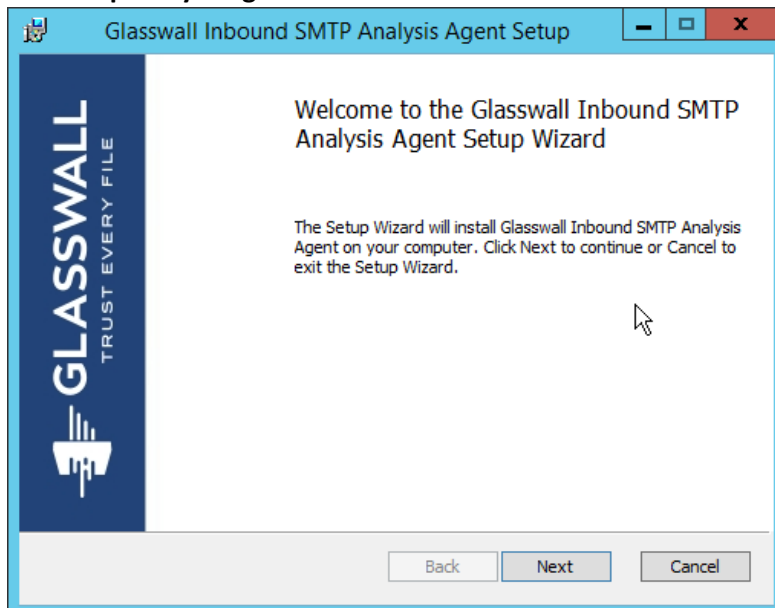 Glasswall Inbound SMTP Analysis Agent Setup
GLASSWALL
TRUST EVERY FILE
Welcome to the Glasswall Inbound SMTP
Analysis Agent Setup Wizard
The Setup Wizard will install Glasswall Inbound SMTP Analysis
Agent on your computer. Click Next to continue or Cancel to
exit the Setup Wizard.
Back
Next
Cancel